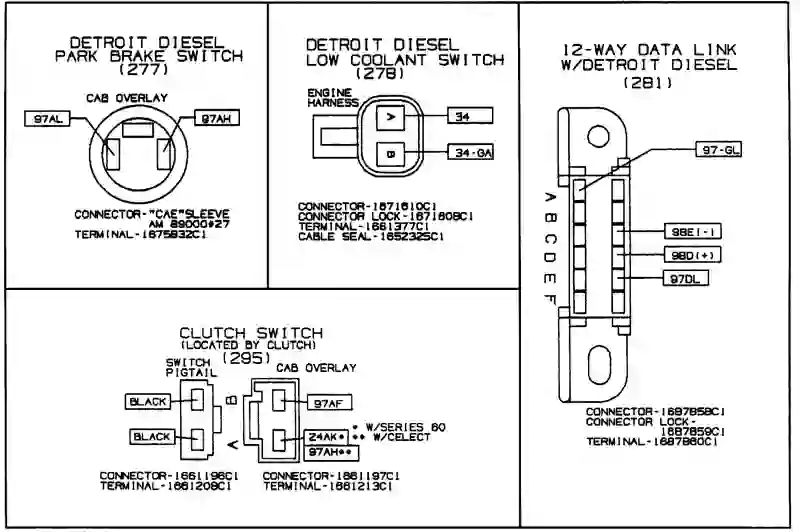 DETROIT DIESEL
PARK BRAKE SWITCH
(277)
CAB OVERLAY
97AL
97AH
CONNECTOR-"CAE"SLEEVE
AM 89000#27
TERMINAL-1675832C1
DETROIT DIESEL
LOW COOLANT SWITCH
(278)
ENGINE
HARNESS
A
34
B
34-GA
CONNECTOR-1671610C1
CONNECTOR LOCK-1671608C1
TERMINAL-1661377C1
CABLE SEAL-1652325C1
12-WAY DATA LINK
W/DETROIT DIESEL
(281)
97-GL
A
B
C
D
E
F
98E(-)
98D(+)
97DL
CONNECTOR-1687858C1
CONNECTOR LOCK-
1687859C1
TERMINAL-1687860C1
CLUTCH SWITCH
(LOCATED BY CLUTCH)
(295)
SWITCH
PIGTAIL
CAB OVERLAY
BLACK
B
97AF
BLACK
A
24AK*
* W/SERIES 60
** W/CELECT
97AH**
CONNECTOR-1661196C1
TERMINAL-1661208C1
CONNECTOR-1661197C1
TERMINAL-1661213C1